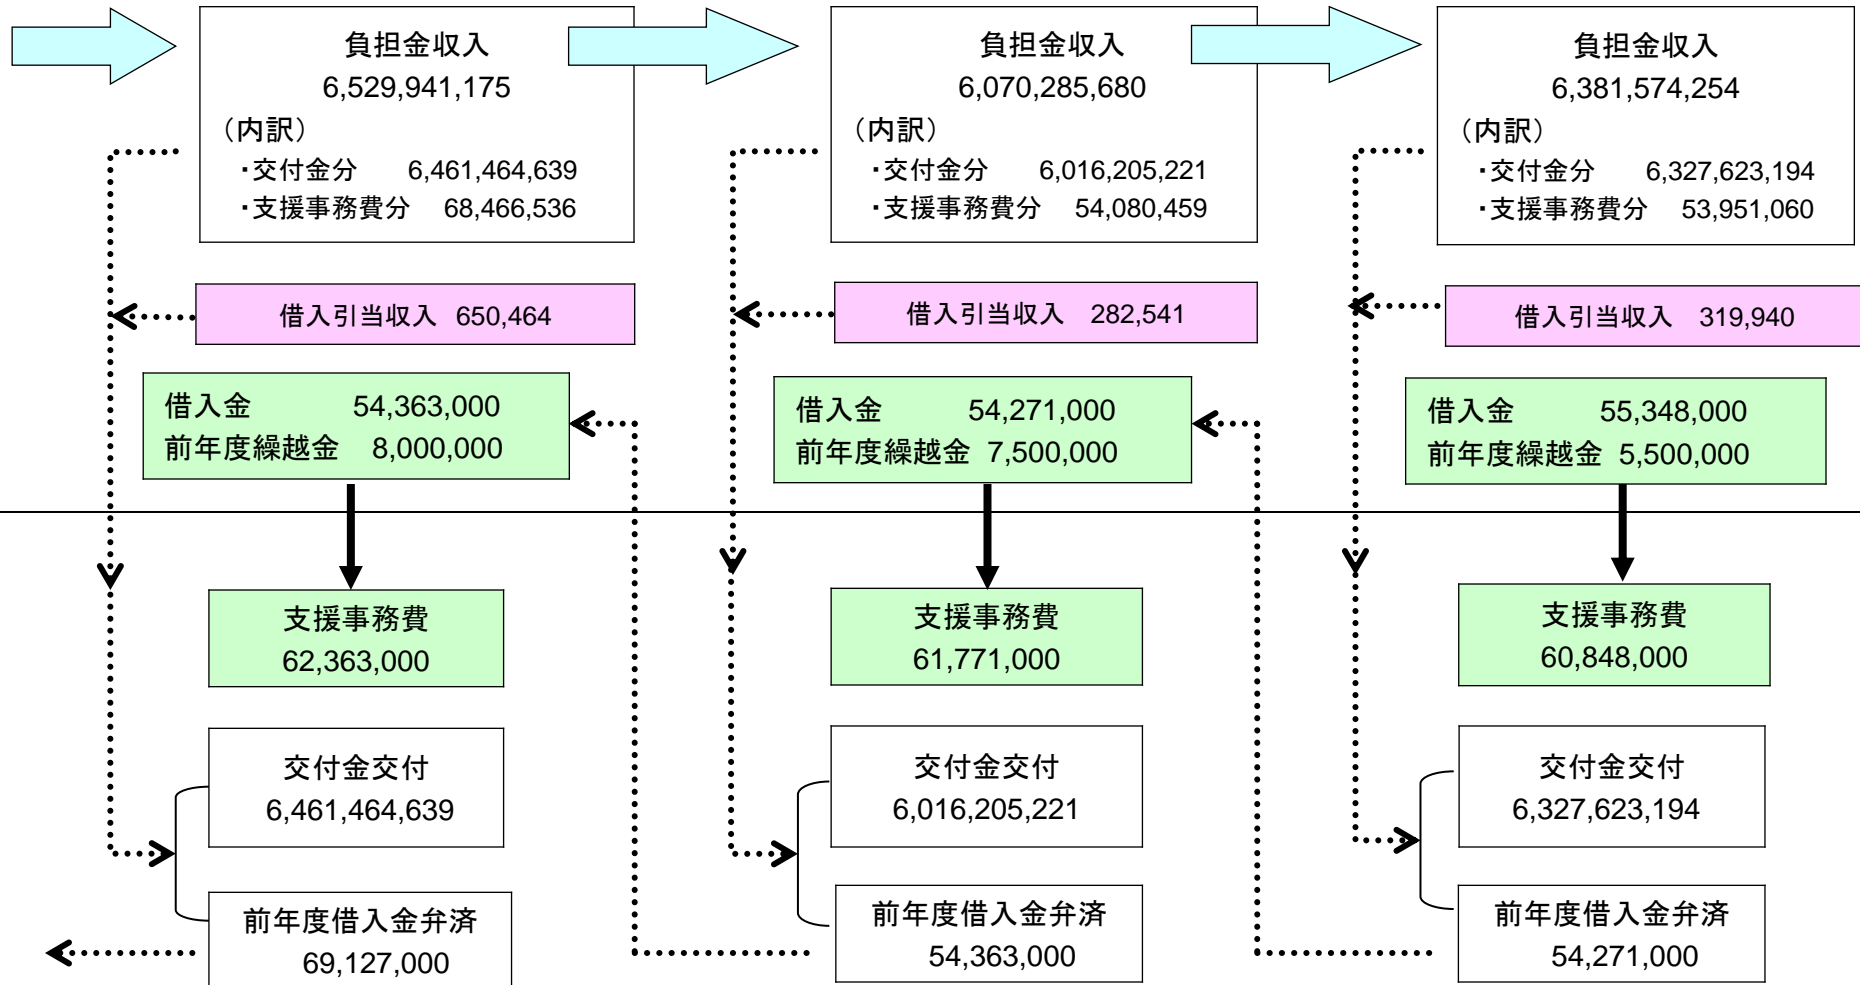 負担金収入
6,529,941,175
（内訳）
・交付金分 6,461,464,639
・支援事務費分 68,466,536
借入引当収入 650,464
借入金 54,363,000
前年度繰越金 8,000,000
支援事務費
62,363,000
交付金交付
6,461,464,639
前年度借入金弁済
69,127,000
負担金収入
6,070,285,680
（内訳）
・交付金分 6,016,205,221
・支援事務費分 54,080,459
借入引当収入 282,541
借入金 54,271,000
前年度繰越金 7,500,000
支援事務費
61,771,000
交付金交付
6,016,205,221
前年度借入金弁済
54,363,000
負担金収入
6,381,574,254
（内訳）
・交付金分 6,327,623,194
・支援事務費分 53,951,060
借入引当収入 319,940
借入金 55,348,000
前年度繰越金 5,500,000
支援事務費
60,848,000
交付金交付
6,327,623,194
前年度借入金弁済
54,271,000